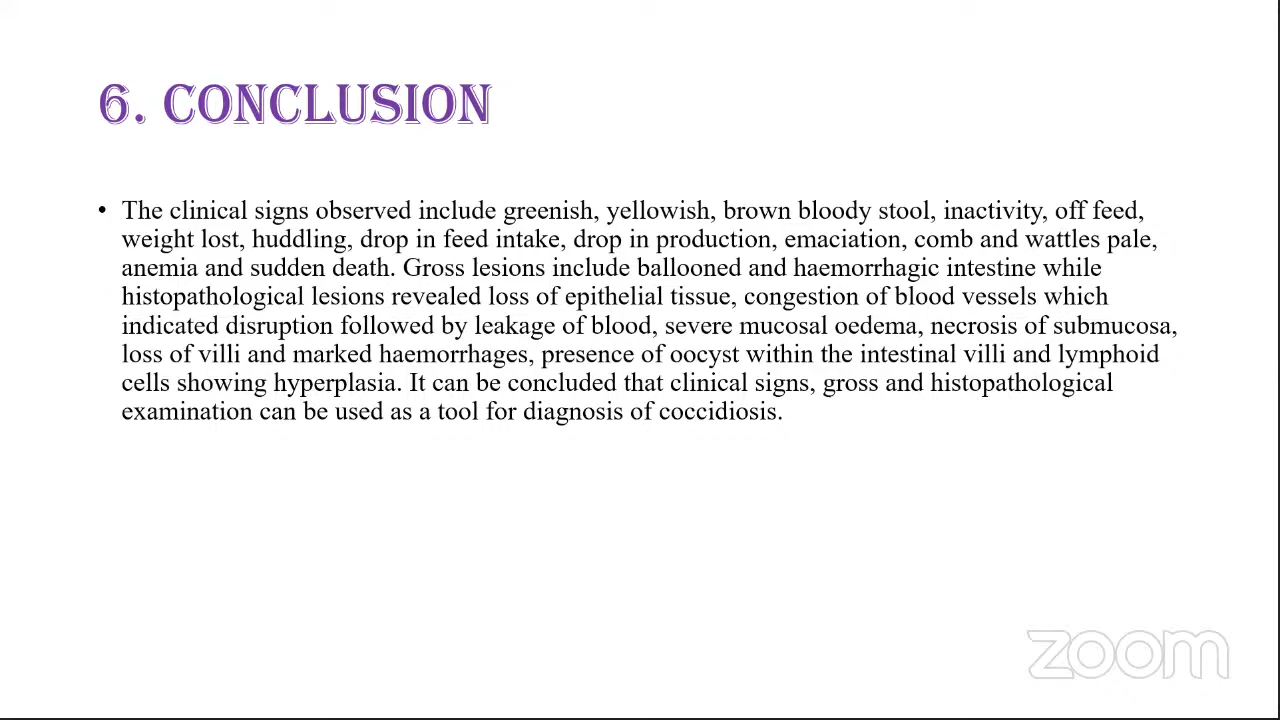 6. CONCLUSION
• The clinical signs observed include greenish, yellowish, brown bloody stool, inactivity, off feed,
weight lost, huddling, drop in feed intake, drop in production, emaciation, comb and wattles pale,
anemia and sudden death. Gross lesions include ballooned and haemorrhagic intestine while
histopathological lesions revealed loss of epithelial tissue, congestion of blood vessels which
indicated disruption followed by leakage of blood, severe mucosal oedema, necrosis of submucosa,
loss of villi and marked haemorrhages, presence of oocyst within the intestinal villi and lymphoid
cells showing hyperplasia. It can be concluded that clinical signs, gross and histopathological
examination can be used as a tool for diagnosis of coccidiosis.
zoom